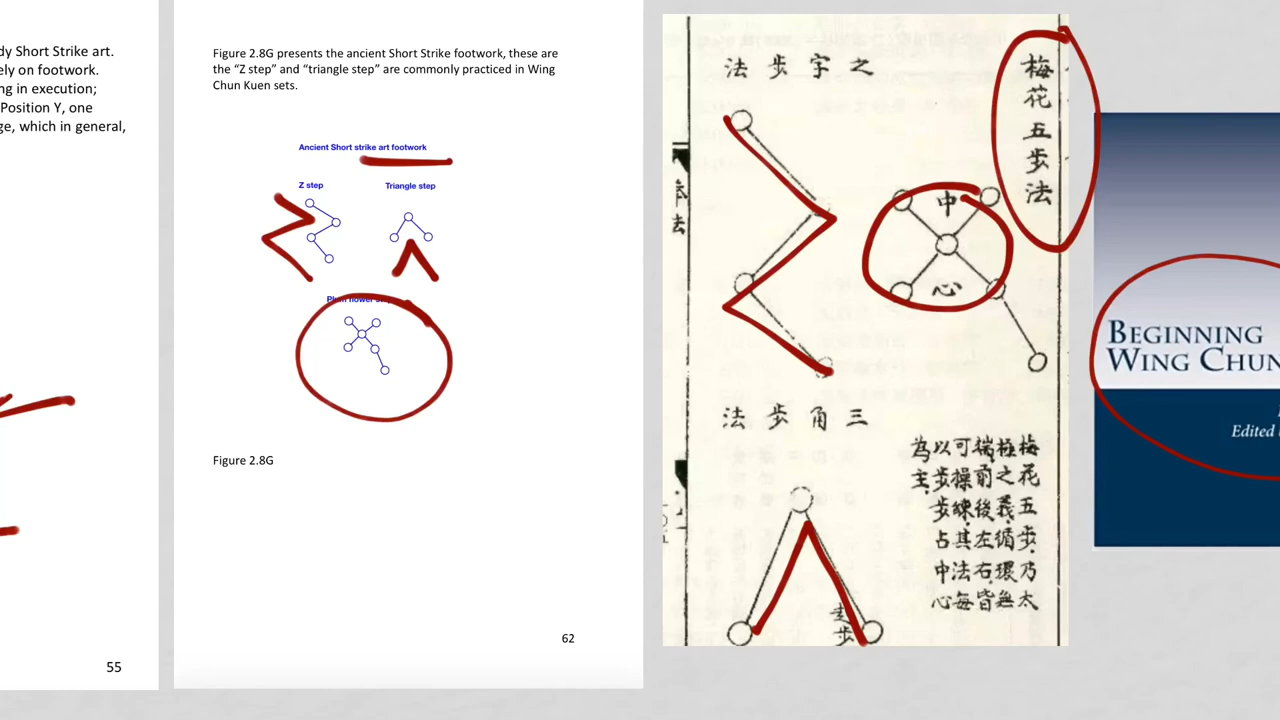 dy Short Strike art.
ely on footwork.
ng in execution;
Position Y, one
ge, which in general,
55
Figure 2.8G presents the ancient Short Strike footwork, these are
the “Z step” and “triangle step” are commonly practiced in Wing
Chun Kuen sets.
Ancient Short strike art footwork
Z step
Triangle step
Figure 2.8G
62
梅花五步法
之字步法
中
心
三角步法
梅花五步.乃太
極之義.循環無
端.前後左右.皆
可操練.其法每
以步步占中心
為主.
走步
BEGINNING
WING CHUN
Edited